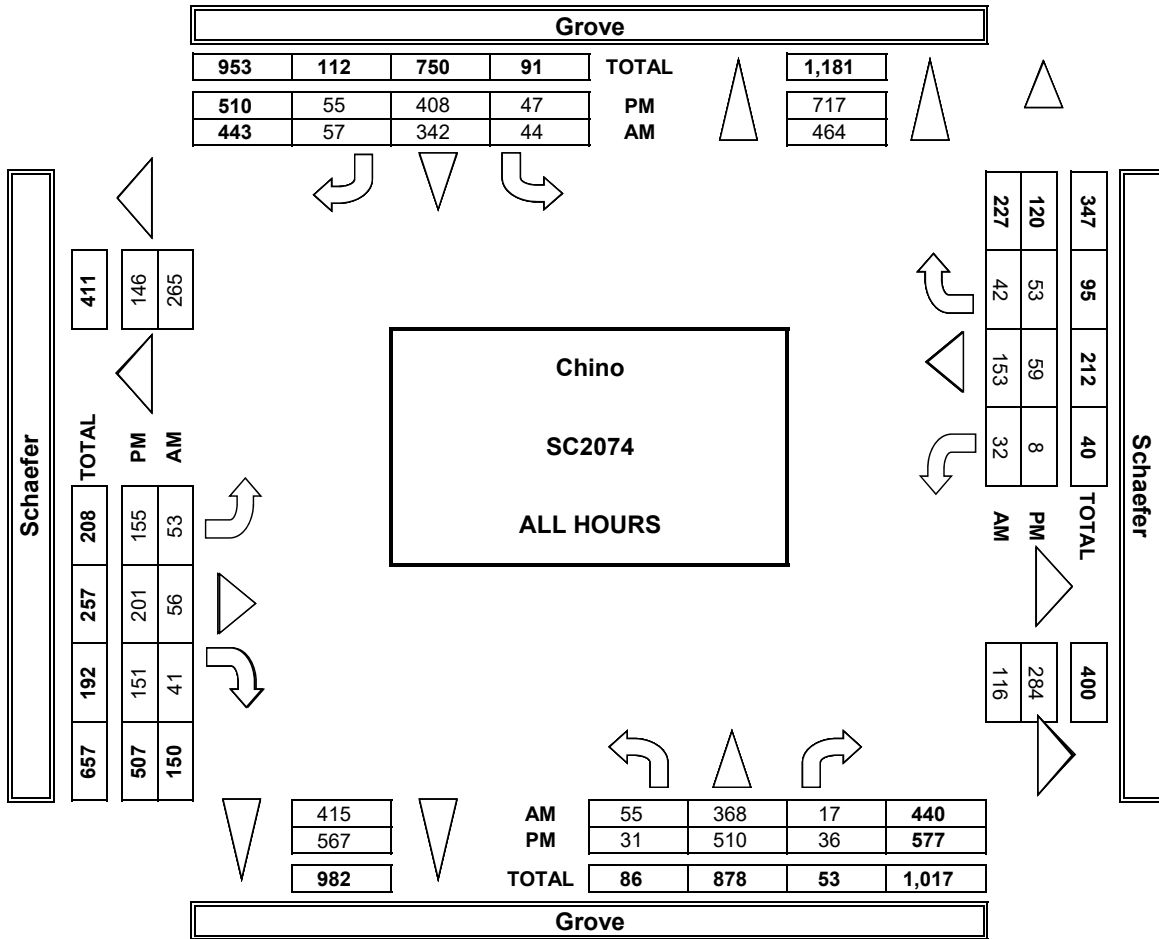 Grove
953 112 750 91 TOTAL 1,181
510 55 408 47 PM 717
443 57 342 44 AM 464
Schaefer
411
146
265
TOTAL
PM
AM
208 257 192 657
155 201 151 507
53 56 41 150
Chino
SC2074
ALL HOURS
347 95 212 40 TOTAL
120 53 59 8 PM
227 42 153 32 AM
400
284
116
Schaefer
415 AM 55 368 17 440
567 PM 31 510 36 577
982 TOTAL 86 878 53 1,017
Grove